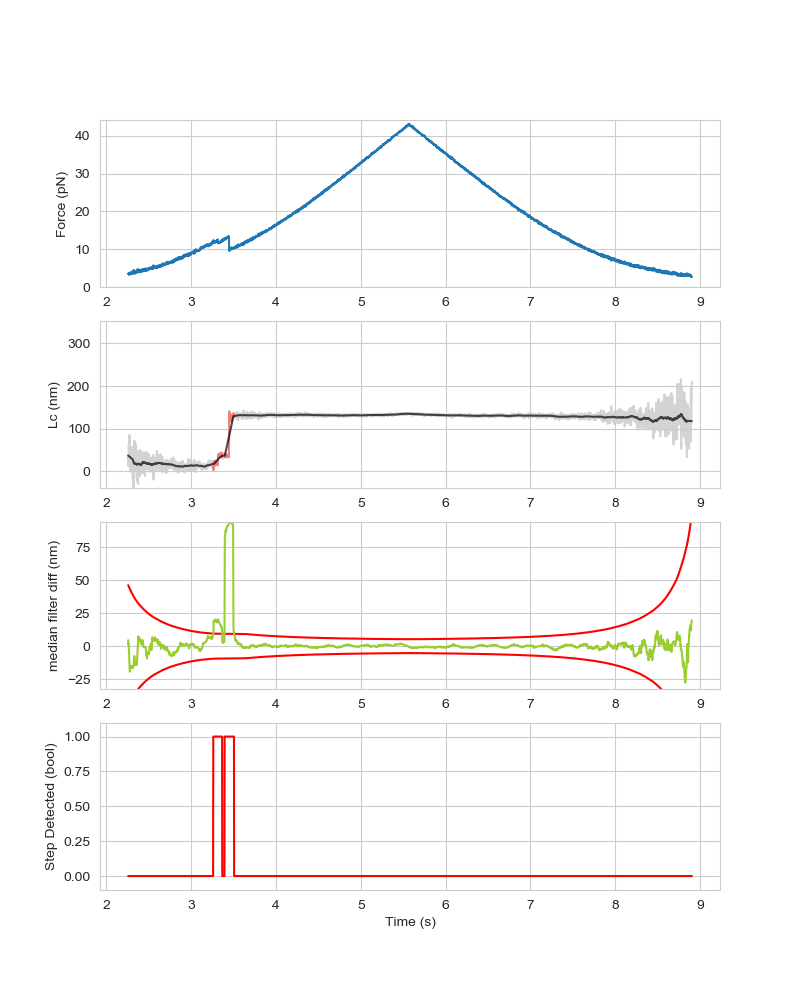 Force (pN)
40
30
20
10
0
2 3 4 5 6 7 8 9
Lc (nm)
300
200
100
0
2 3 4 5 6 7 8 9
median filter diff (nm)
75
50
25
0
−25
2 3 4 5 6 7 8 9
Step Detected (bool)
1.00
0.75
0.50
0.25
0.00
2 3 4 5 6 7 8 9
Time (s)